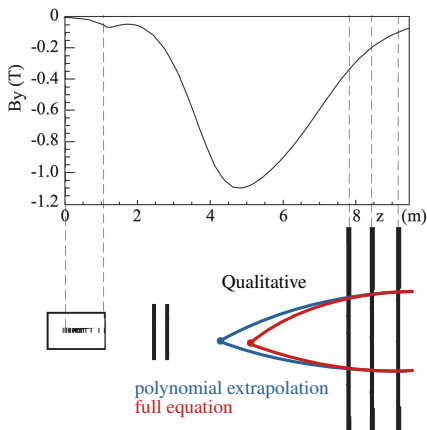 0
-0.2
-0.4
-0.6
-0.8
-1.0
-1.2
By (T)
0 2 4 6 8 z (m)
Qualitative
polynomial extrapolation
full equation